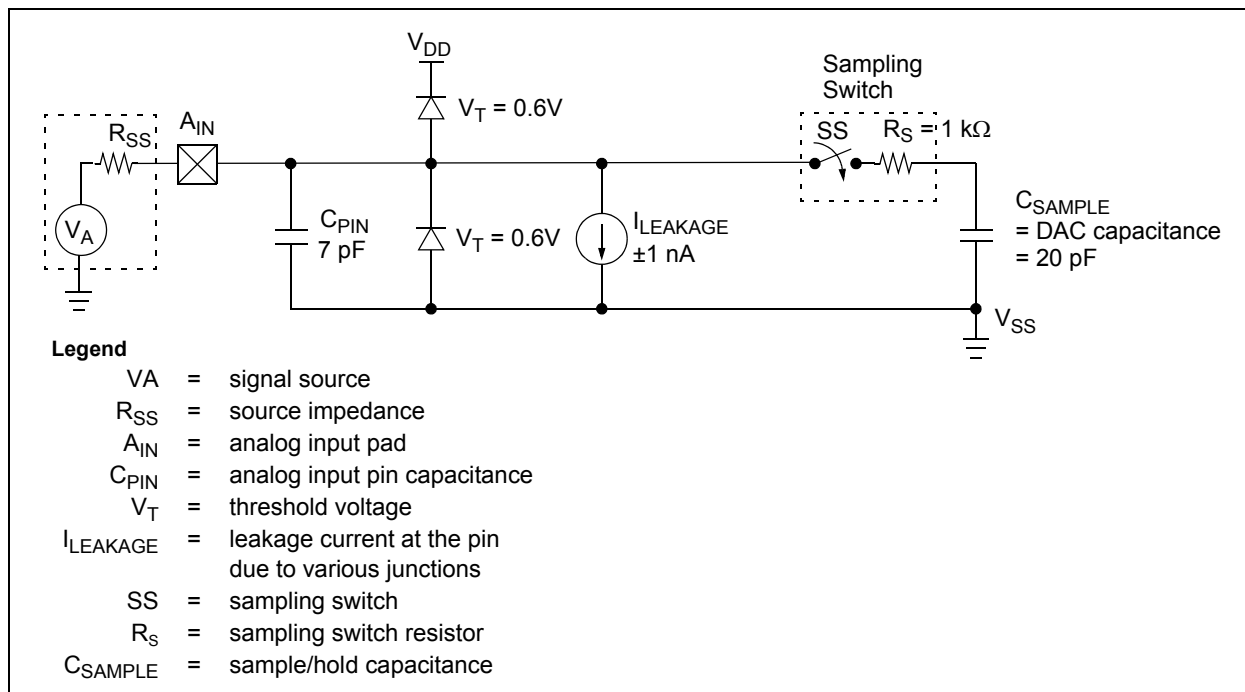 V_DD
Sampling
Switch
V_T = 0.6V
SS
R_S = 1 kΩ
R_SS
A_IN
V_A
C_PIN
7 pF
V_T = 0.6V
I_LEAKAGE
±1 nA
C_SAMPLE
= DAC capacitance
= 20 pF
V_SS
Legend
VA = signal source
R_SS = source impedance
A_IN = analog input pad
C_PIN = analog input pin capacitance
V_T = threshold voltage
I_LEAKAGE = leakage current at the pin
due to various junctions
SS = sampling switch
R_S = sampling switch resistor
C_SAMPLE = sample/hold capacitance